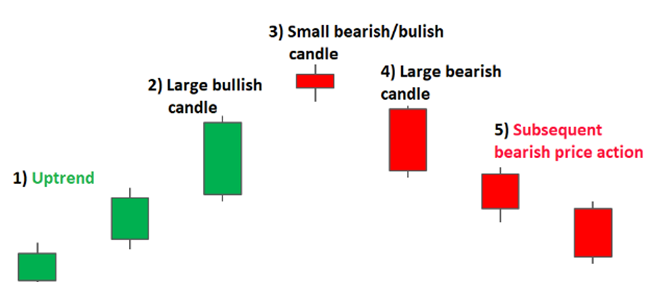 3) Small bearish/bulish
candle
2) Large bullish
candle
4) Large bearish
candle
5) Subsequent
bearish price action
1) Uptrend